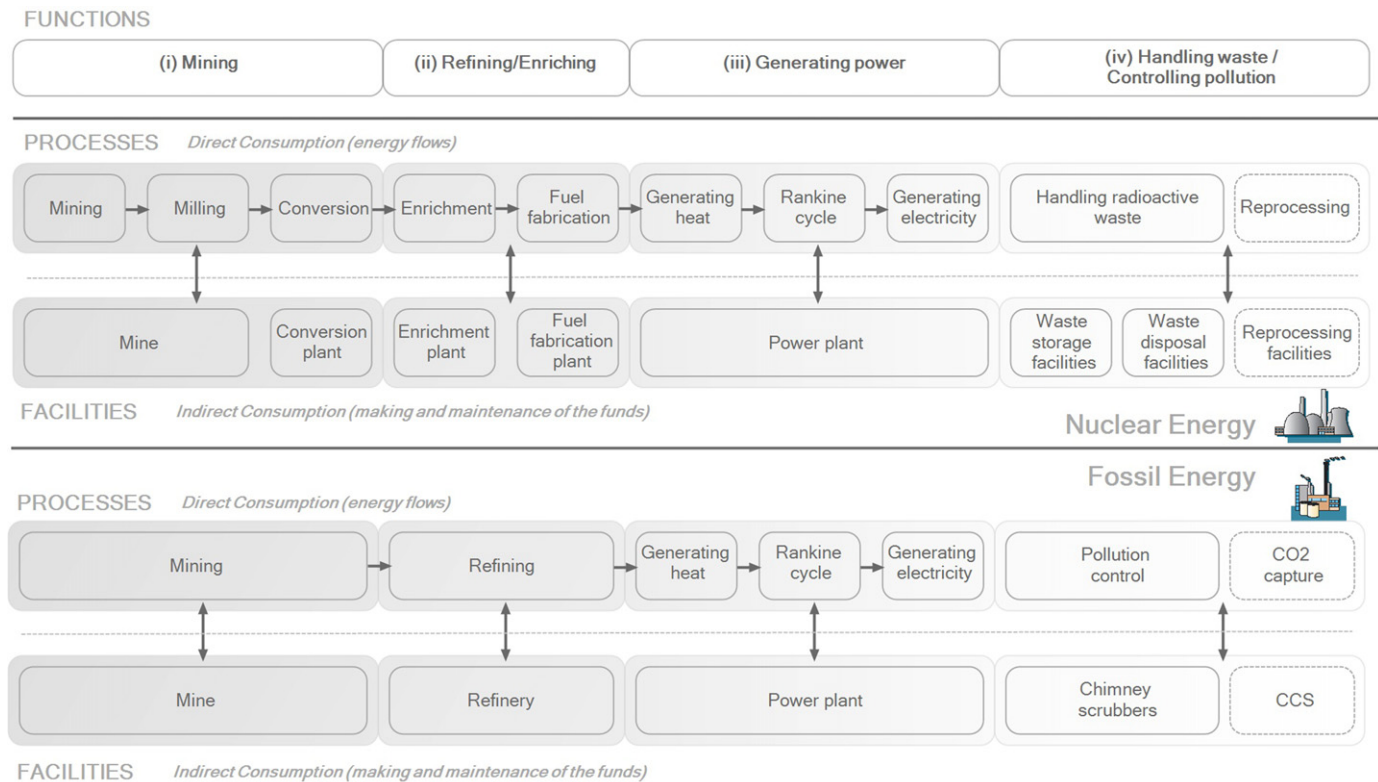 FUNCTIONS
(i) Mining
(ii) Refining/Enriching
(iii) Generating power
(iv) Handling waste /
Controlling pollution
PROCESSES
Direct Consumption (energy flows)
Mining
Milling
Conversion
Enrichment
Fuel
fabrication
Generating
heat
Rankine
cycle
Generating
electricity
Handling radioactive
waste
Reprocessing
Mine
Conversion
plant
Enrichment
plant
Fuel
fabrication
plant
Power plant
Waste
storage
facilities
Waste
disposal
facilities
Reprocessing
facilities
FACILITIES
Indirect Consumption (making and maintenance of the funds)
Nuclear Energy
Fossil Energy
PROCESSES
Direct Consumption (energy flows)
Mining
Refining
Generating
heat
Rankine
cycle
Generating
electricity
Pollution
control
CO2
capture
Mine
Refinery
Power plant
Chimney
scrubbers
CCS
FACILITIES
Indirect Consumption (making and maintenance of the funds)